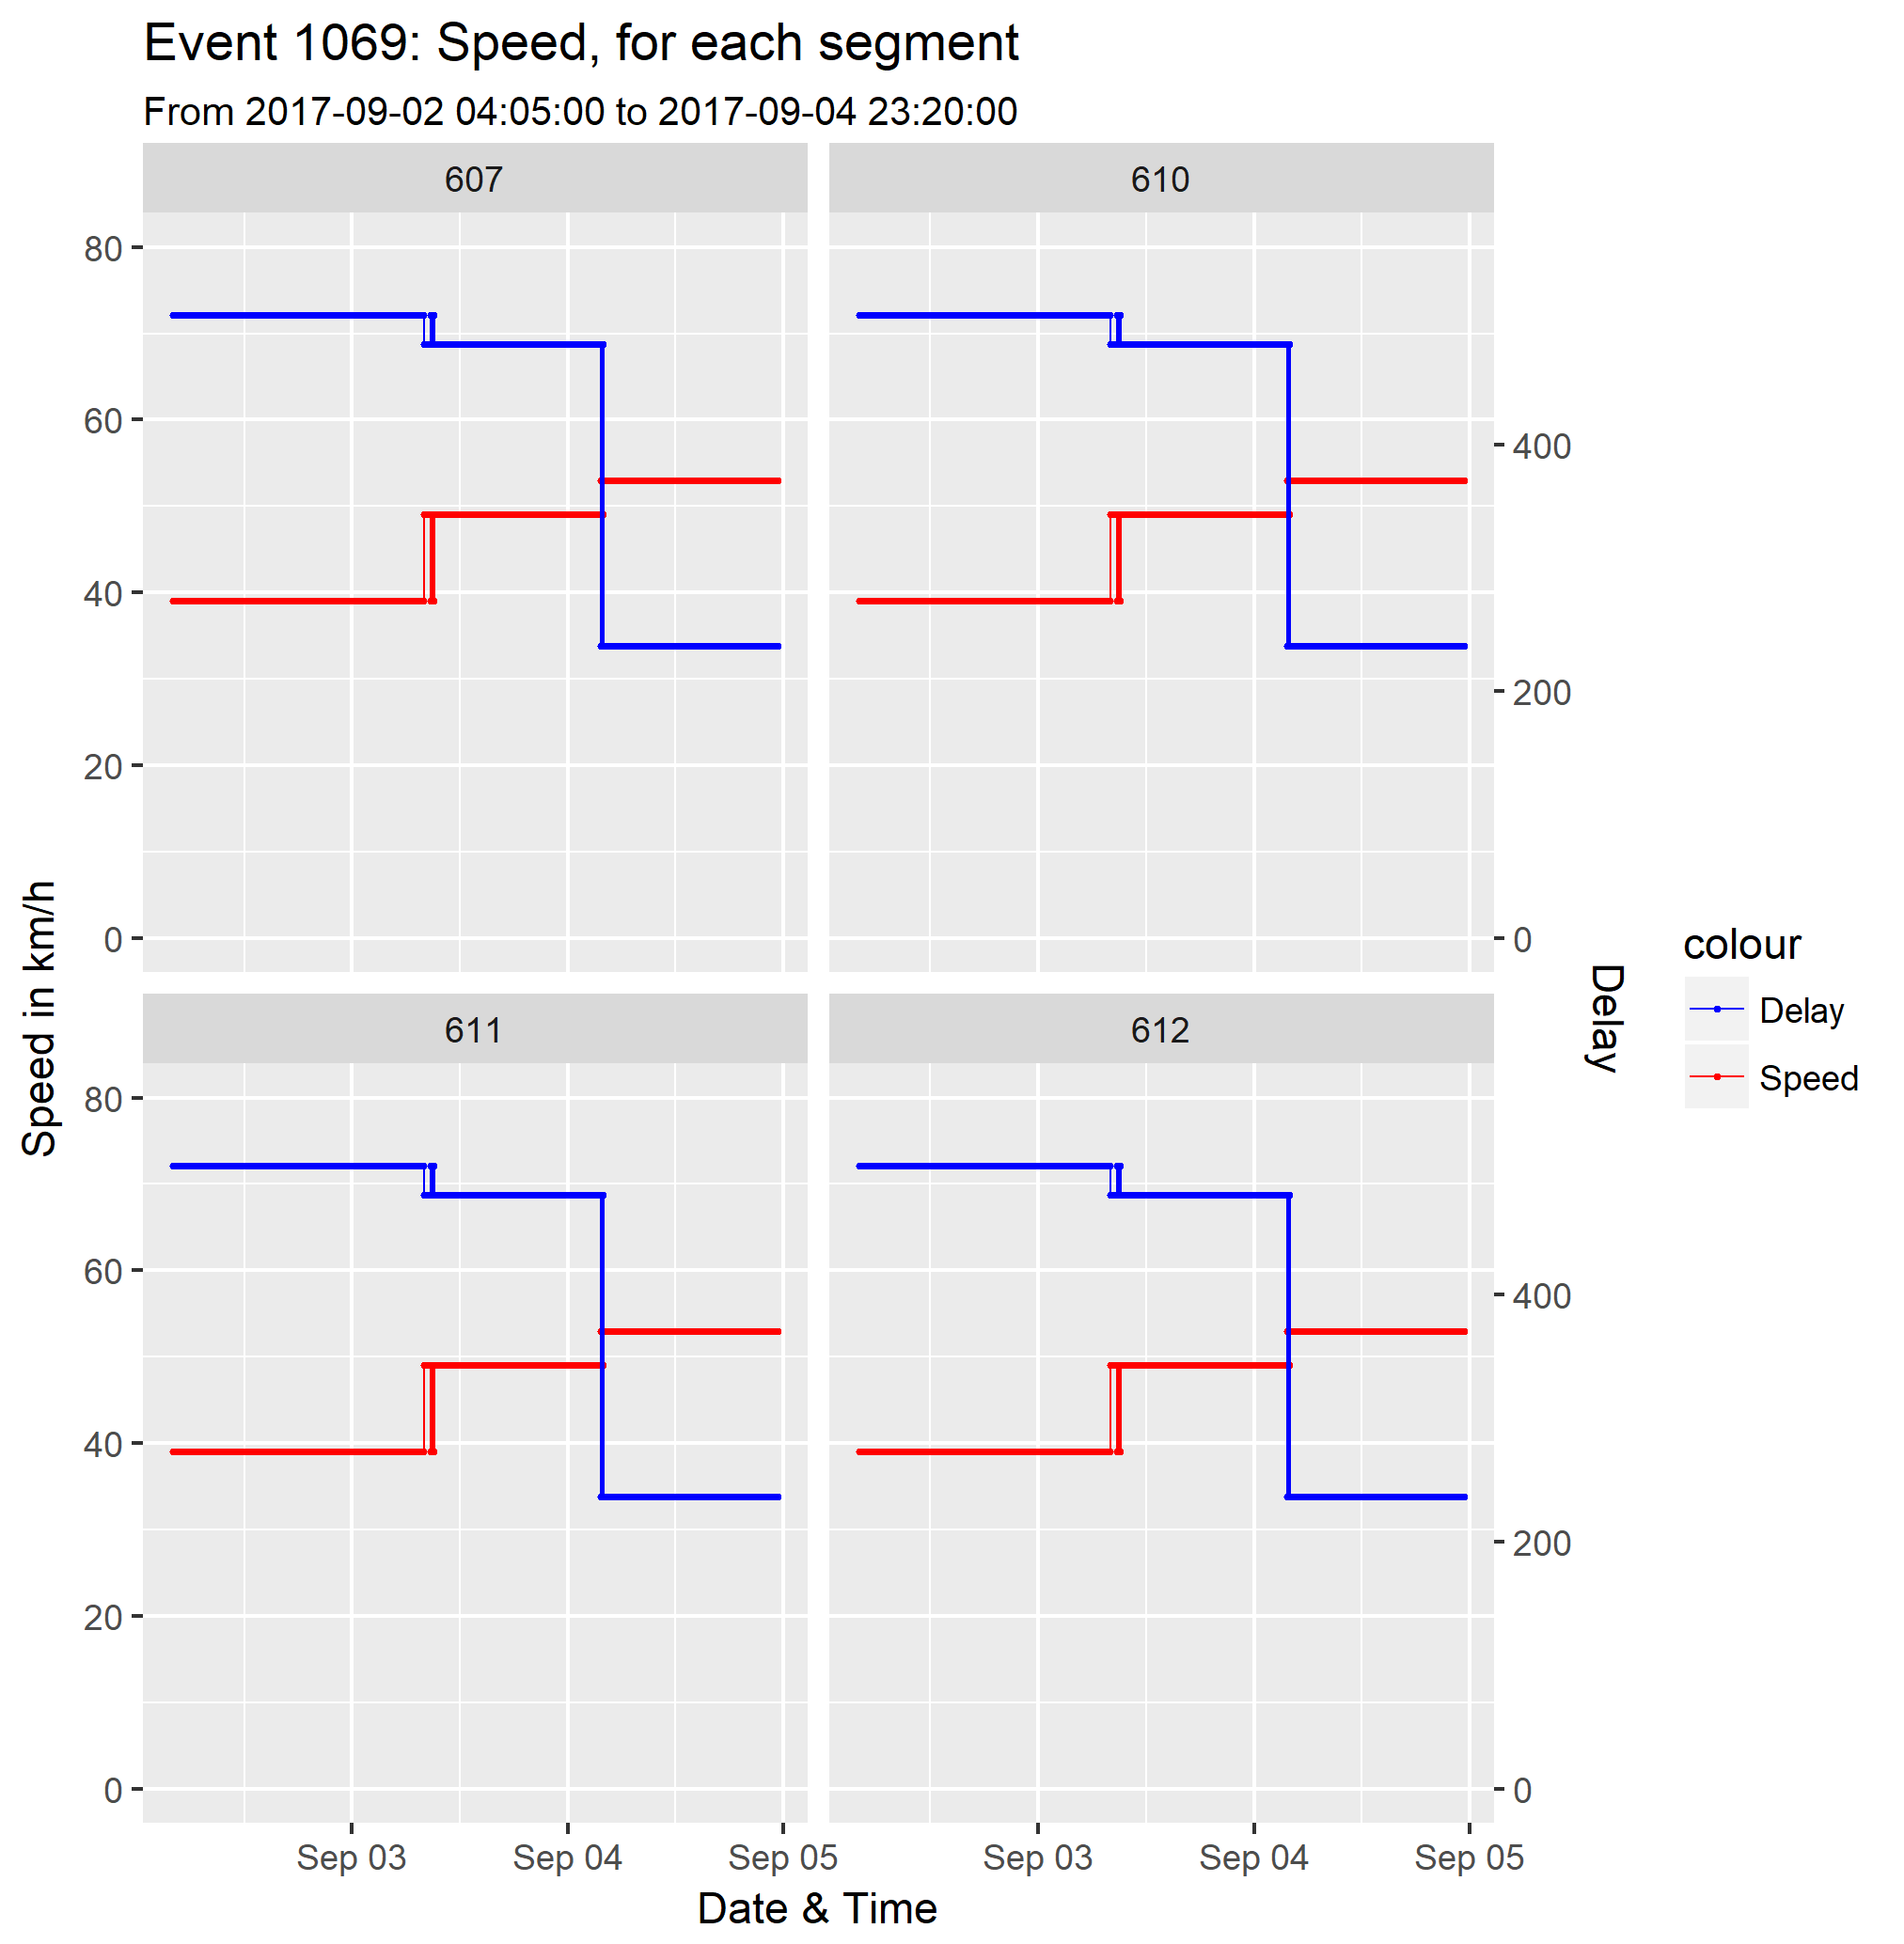 Event 1069: Speed, for each segment
From 2017-09-02 04:05:00 to 2017-09-04 23:20:00
607
610
80
60
40
20
0
400
200
0
Speed in km/h
Delay
colour
Delay
Speed
611
612
80
60
40
20
0
400
200
0
Sep 03
Sep 04
Sep 05
Sep 03
Sep 04
Sep 05
Date & Time